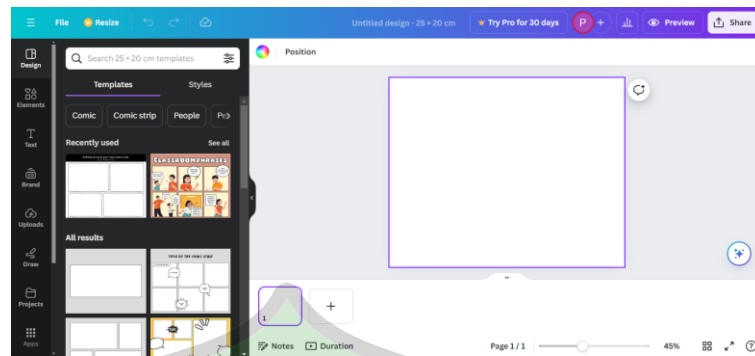 File Resize Untitled design - 25 × 20 cm Try Pro for 30 days P + Preview Share
Design
Elements
Text
Brand
Uploads
Draw
Projects
Apps
Search 25 × 20 cm templates
Templates Styles
Comic Comic strip People
Recently used See all
CLASSROOM PHRASES
All results
Position
1
Notes Duration Page 1 / 1 45%